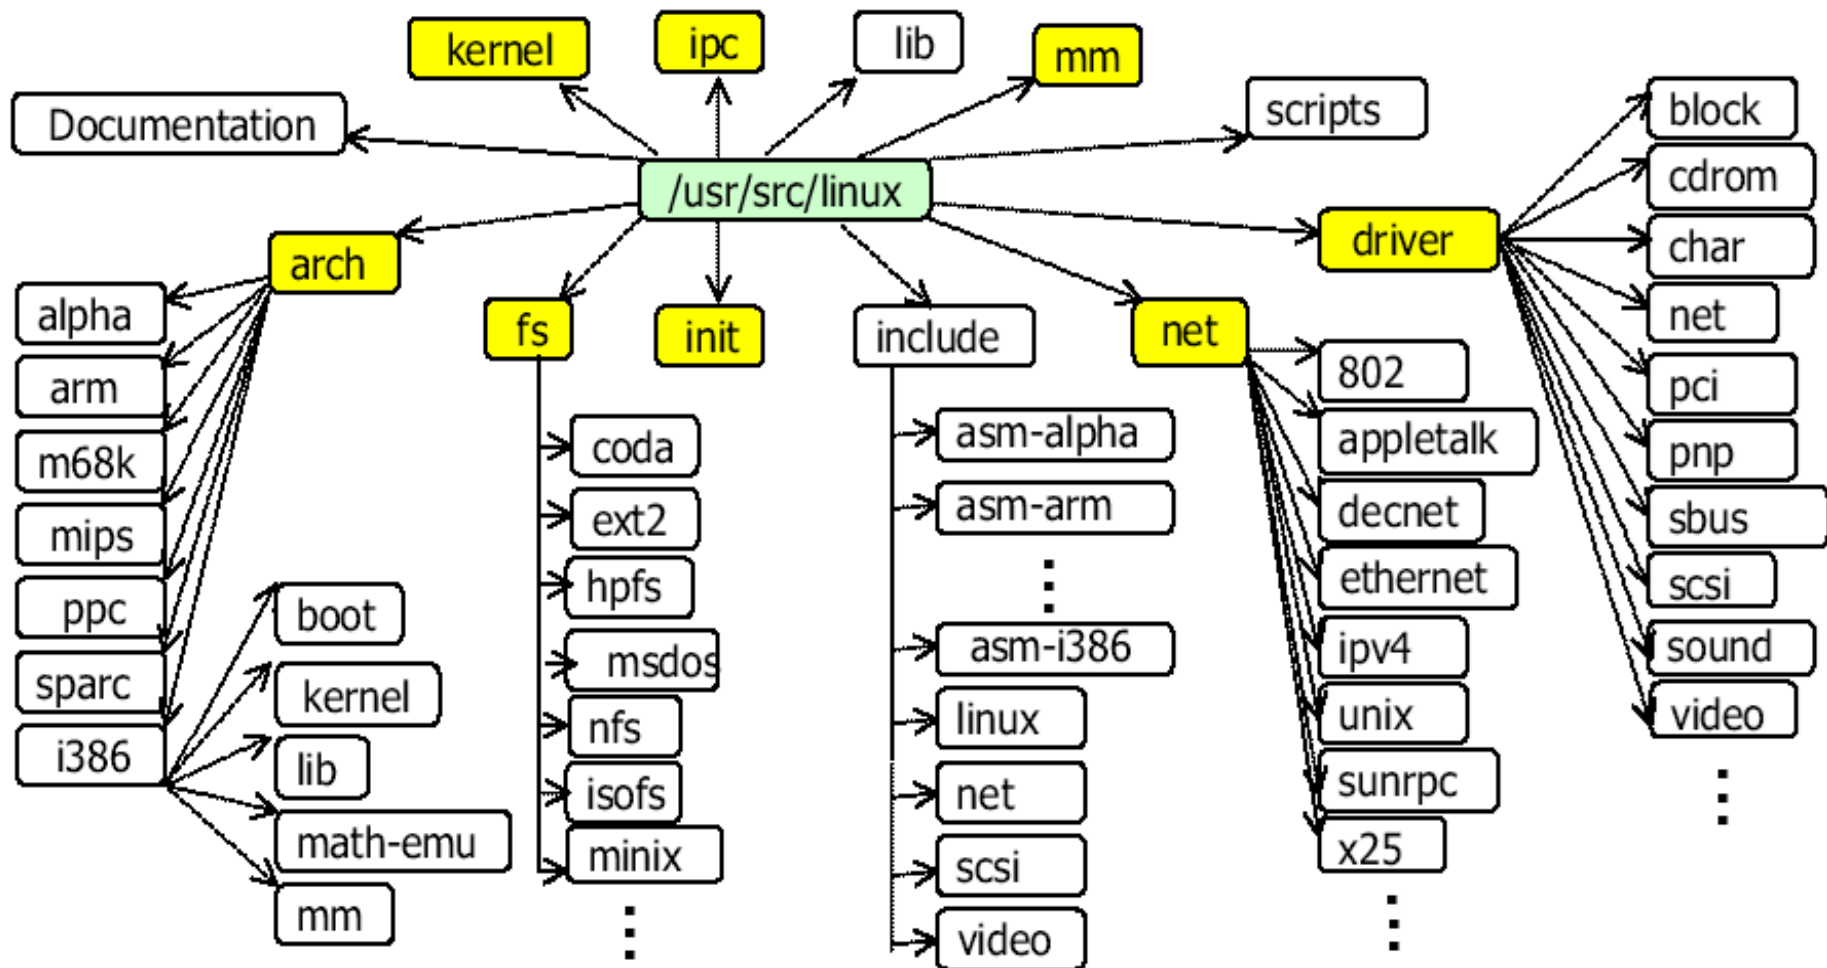 kernel
ipc
lib
mm
Documentation
scripts
/usr/src/linux
arch
fs
init
include
net
driver
alpha
arm
m68k
mips
ppc
sparc
i386
boot
kernel
lib
math-emu
mm
coda
ext2
hpfs
msdos
nfs
isofs
minix
asm-alpha
asm-arm
asm-i386
linux
net
scsi
video
802
appletalk
decnet
ethernet
ipv4
unix
sunrpc
x25
block
cdrom
char
net
pci
pnp
sbus
scsi
sound
video